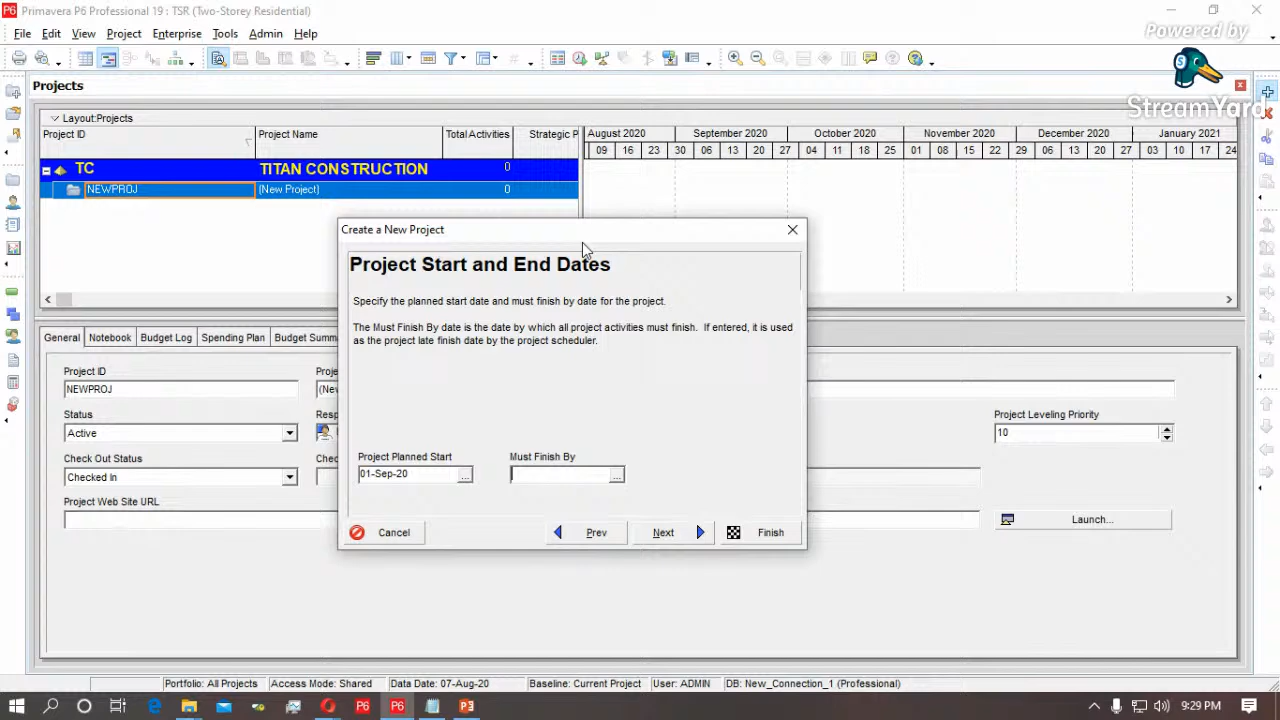 Primavera P6 Professional 19 : TSR (Two-Storey Residential)
File Edit View Project Enterprise Tools Admin Help
Powered by
StreamYard
Projects
Layout:Projects
Project ID Project Name Total Activities Strategic P
August 2020 September 2020 October 2020 November 2020 December 2020 January 2021
09 16 23 30 06 13 20 27 04 11 18 25 01 08 15 22 29 06 13 20 27 03 10 17 24
TC TITAN CONSTRUCTION 0
NEWPROJ (New Project) 0
Create a New Project
Project Start and End Dates
Specify the planned start date and must finish by date for the project.
The Must Finish By date is the date by which all project activities must finish. If entered, it is used
as the project late finish date by the project scheduler.
Project Planned Start Must Finish By
01-Sep-20 ... ...
Cancel Prev Next Finish
General Notebook Budget Log Spending Plan Budget Summ
Project ID Proje
NEWPROJ (Nev
Status Resp Project Leveling Priority
Active 10
Check Out Status Chec
Checked In
Project Web Site URL
Launch...
Portfolio: All Projects Access Mode: Shared Data Date: 07-Aug-20 Baseline: Current Project User: ADMIN DB: New_Connection_1 (Professional)
9:29 PM